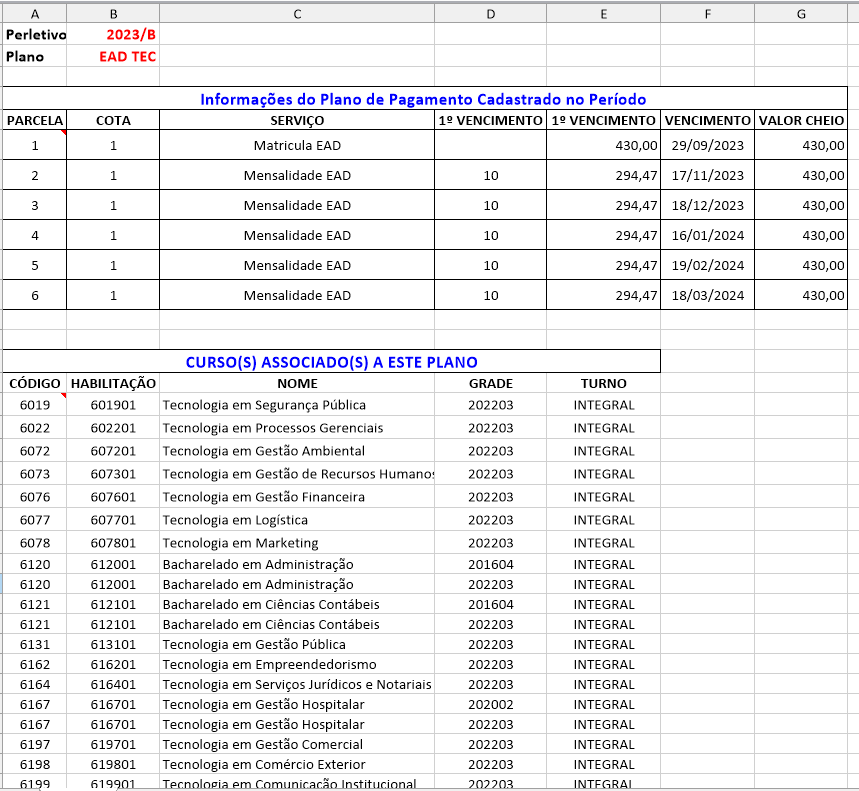 A B C D E F G
Perletivo 2023/B
Plano EAD TEC
Informações do Plano de Pagamento Cadastrado no Período
PARCELA COTA SERVIÇO 1º VENCIMENTO 1º VENCIMENTO VENCIMENTO VALOR CHEIO
1 1 Matricula EAD 430,00 29/09/2023 430,00
2 1 Mensalidade EAD 10 294,47 17/11/2023 430,00
3 1 Mensalidade EAD 10 294,47 18/12/2023 430,00
4 1 Mensalidade EAD 10 294,47 16/01/2024 430,00
5 1 Mensalidade EAD 10 294,47 19/02/2024 430,00
6 1 Mensalidade EAD 10 294,47 18/03/2024 430,00
CURSO(S) ASSOCIADO(S) A ESTE PLANO
CÓDIGO HABILITAÇÃO NOME GRADE TURNO
6019 601901 Tecnologia em Segurança Pública 202203 INTEGRAL
6022 602201 Tecnologia em Processos Gerenciais 202203 INTEGRAL
6072 607201 Tecnologia em Gestão Ambiental 202203 INTEGRAL
6073 607301 Tecnologia em Gestão de Recursos Humanos 202203 INTEGRAL
6076 607601 Tecnologia em Gestão Financeira 202203 INTEGRAL
6077 607701 Tecnologia em Logística 202203 INTEGRAL
6078 607801 Tecnologia em Marketing 202203 INTEGRAL
6120 612001 Bacharelado em Administração 201604 INTEGRAL
6120 612001 Bacharelado em Administração 202203 INTEGRAL
6121 612101 Bacharelado em Ciências Contábeis 201604 INTEGRAL
6121 612101 Bacharelado em Ciências Contábeis 202203 INTEGRAL
6131 613101 Tecnologia em Gestão Pública 202203 INTEGRAL
6162 616201 Tecnologia em Empreendedorismo 202203 INTEGRAL
6164 616401 Tecnologia em Serviços Jurídicos e Notariais 202203 INTEGRAL
6167 616701 Tecnologia em Gestão Hospitalar 202002 INTEGRAL
6167 616701 Tecnologia em Gestão Hospitalar 202203 INTEGRAL
6197 619701 Tecnologia em Gestão Comercial 202203 INTEGRAL
6198 619801 Tecnologia em Comércio Exterior 202203 INTEGRAL
6199 619901 Tecnologia em Comunicação Institucional 202203 INTEGRAL